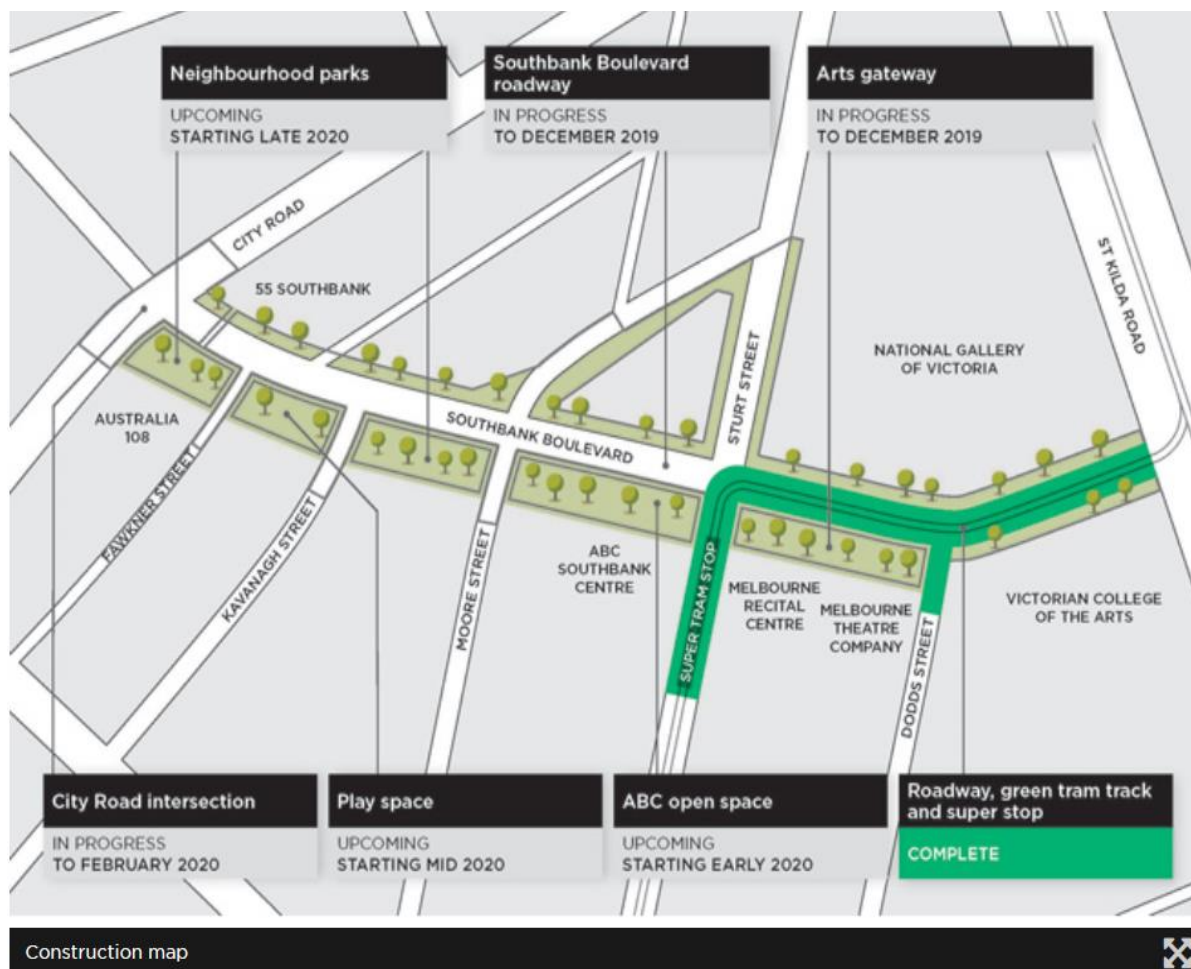 Neighbourhood parks
UPCOMING
STARTING LATE 2020
Southbank Boulevard
roadway
IN PROGRESS
TO DECEMBER 2019
Arts gateway
IN PROGRESS
TO DECEMBER 2019
CITY ROAD
55 SOUTHBANK
ST KILDA ROAD
NATIONAL GALLERY
OF VICTORIA
STURT STREET
AUSTRALIA
108
SOUTHBANK BOULEVARD
FAWKNER STREET
KAVANAGH STREET
MOORE STREET
ABC
SOUTHBANK
CENTRE
SUPER TRAM STOP
MELBOURNE
RECITAL
CENTRE
MELBOURNE
THEATRE
COMPANY
DODDS STREET
VICTORIAN COLLEGE
OF THE ARTS
City Road intersection
IN PROGRESS
TO FEBRUARY 2020
Play space
UPCOMING
STARTING MID 2020
ABC open space
UPCOMING
STARTING EARLY 2020
Roadway, green tram track
and super stop
COMPLETE
Construction map